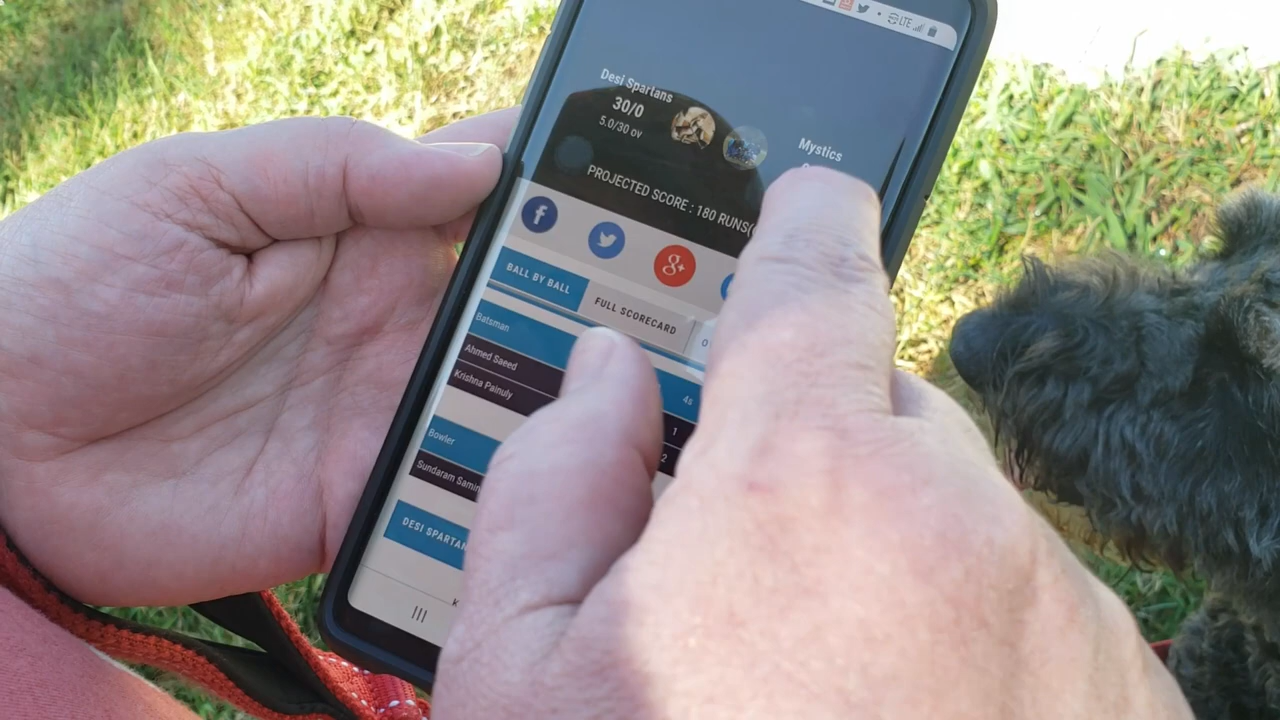 LTE
Desi Spartans
30/0
5.0/30 ov
Mystics
PROJECTED SCORE : 180 RUNS(
f
g+
BALL BY BALL
FULL SCORECARD
O
Batsman
4s
Ahmed Saeed
1
Krishna Painuly
2
Bowler
Sundaram Samin
DESI SPARTAN
K